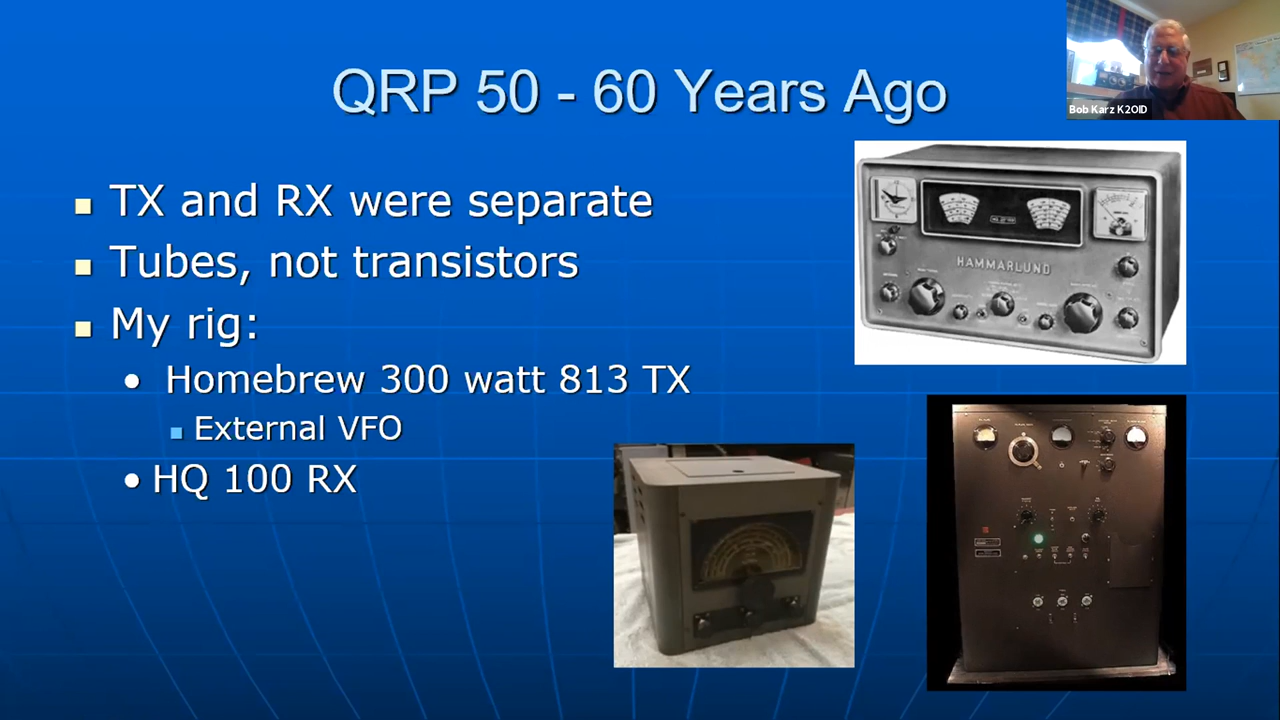 QRP 50 - 60 Years Ago
Bob Karz K2OID
TX and RX were separate
Tubes, not transistors
My rig:
Homebrew 300 watt 813 TX
External VFO
HQ 100 RX
HAMMARLUND